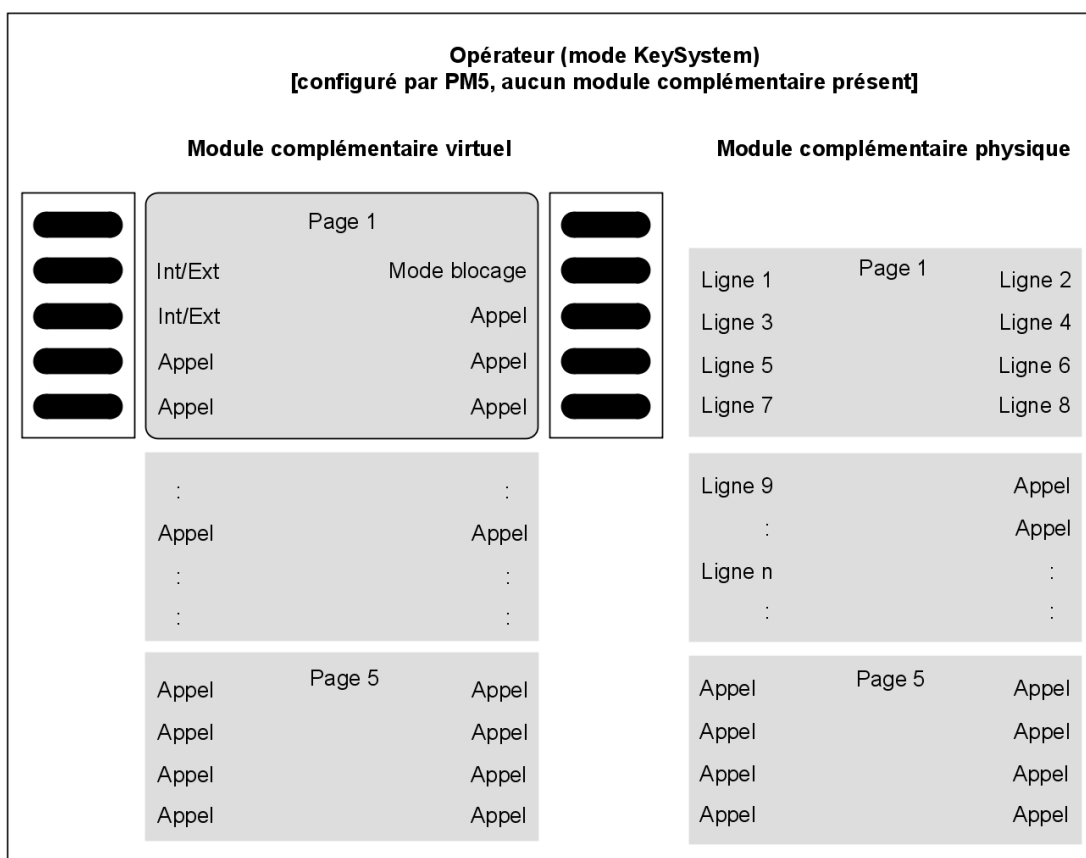 Opérateur (mode KeySystem)
[configuré par PM5, aucun module complémentaire présent]
Module complémentaire virtuel
Page 1
Int/Ext Mode blocage
Int/Ext Appel
Appel Appel
Appel Appel
: :
Appel Appel
: :
: :
Page 5
Appel Appel
Appel Appel
Appel Appel
Appel Appel
Module complémentaire physique
Page 1
Ligne 1 Ligne 2
Ligne 3 Ligne 4
Ligne 5 Ligne 6
Ligne 7 Ligne 8
Ligne 9 Appel
: Appel
Ligne n :
: :
Page 5
Appel Appel
Appel Appel
Appel Appel
Appel Appel